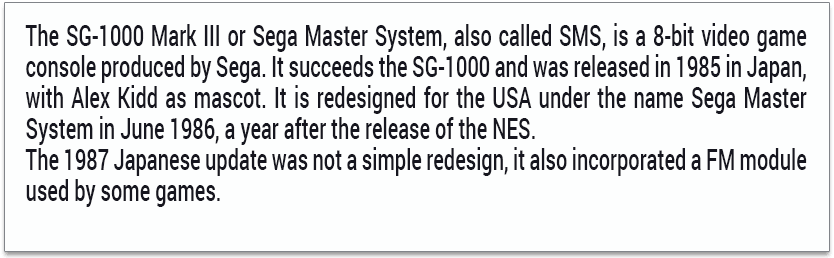 The SG-1000 Mark III or Sega Master System, also called SMS, is a 8-bit video game
console produced by Sega. It succeeds the SG-1000 and was released in 1985 in Japan,
with Alex Kidd as mascot. It is redesigned for the USA under the name Sega Master
System in June 1986, a year after the release of the NES.
The 1987 Japanese update was not a simple redesign, it also incorporated a FM module
used by some games.